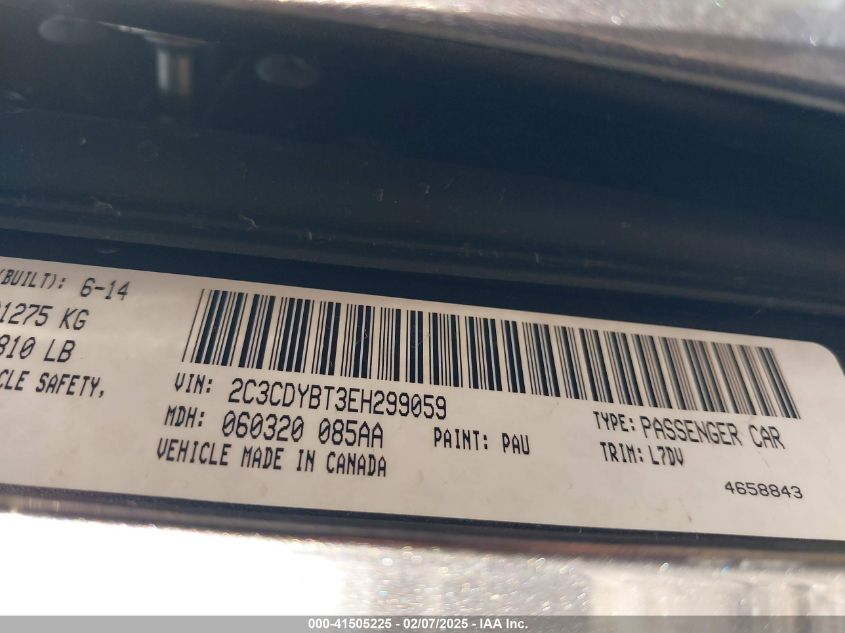 (BUILT): 6-14
1275 KG
810 LB
CLE SAFETY,
VIN: 2C3CDYBT3EH299059
MDH: 060320 085AA
PAINT: PAU
VEHICLE MADE IN CANADA
TYPE: PASSENGER CAR
TRIM: L7DV
4658843
000-41505225 - 02/07/2025 - IAA Inc.